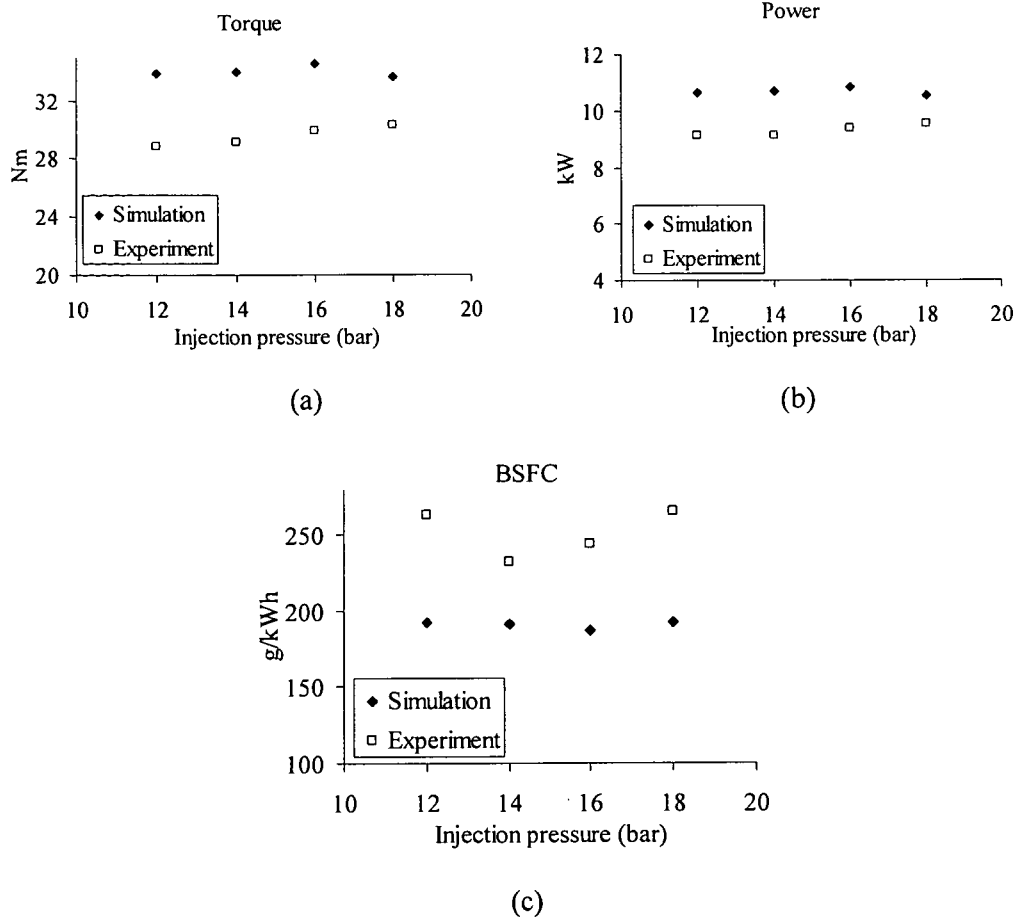 Torque
32
28
24
20
Nm
Simulation
Experiment
10 12 14 16 18 20
Injection pressure (bar)
(a)
Power
12
10
8
6
4
kW
Simulation
Experiment
10 12 14 16 18 20
Injection pressure (bar)
(b)
BSFC
250
200
150
100
g/kWh
Simulation
Experiment
10 12 14 16 18 20
Injection pressure (bar)
(c)